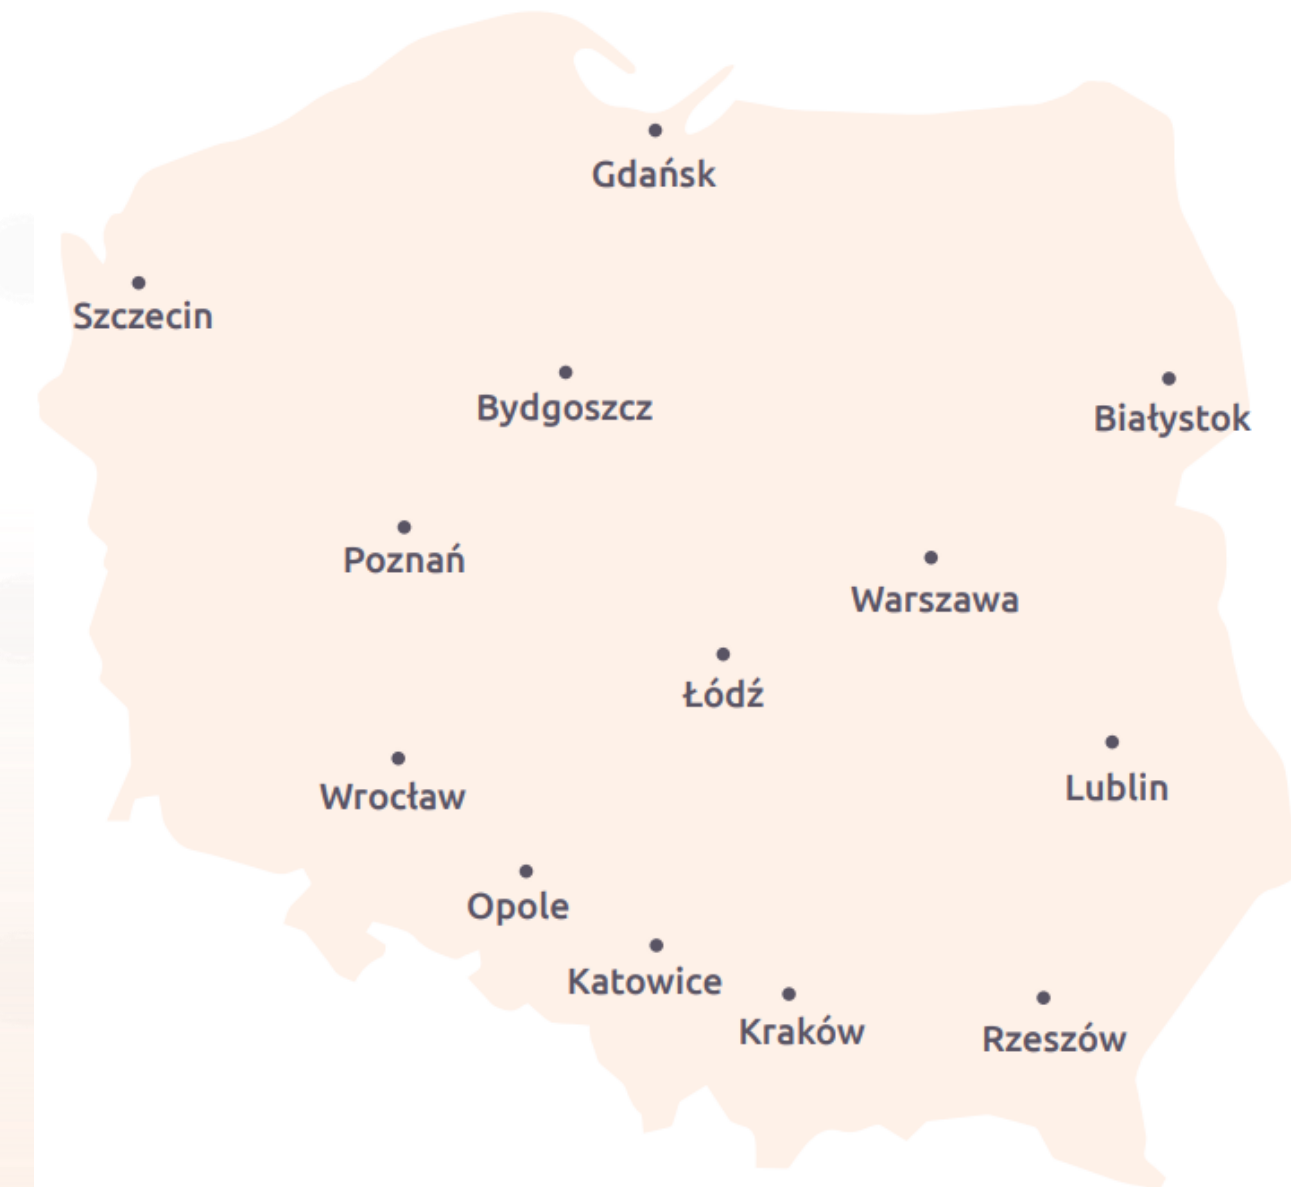 Gdańsk
Szczecin
Bydgoszcz
Białystok
Poznań
Warszawa
Łódź
Wrocław
Lublin
Opole
Katowice
Kraków
Rzeszów